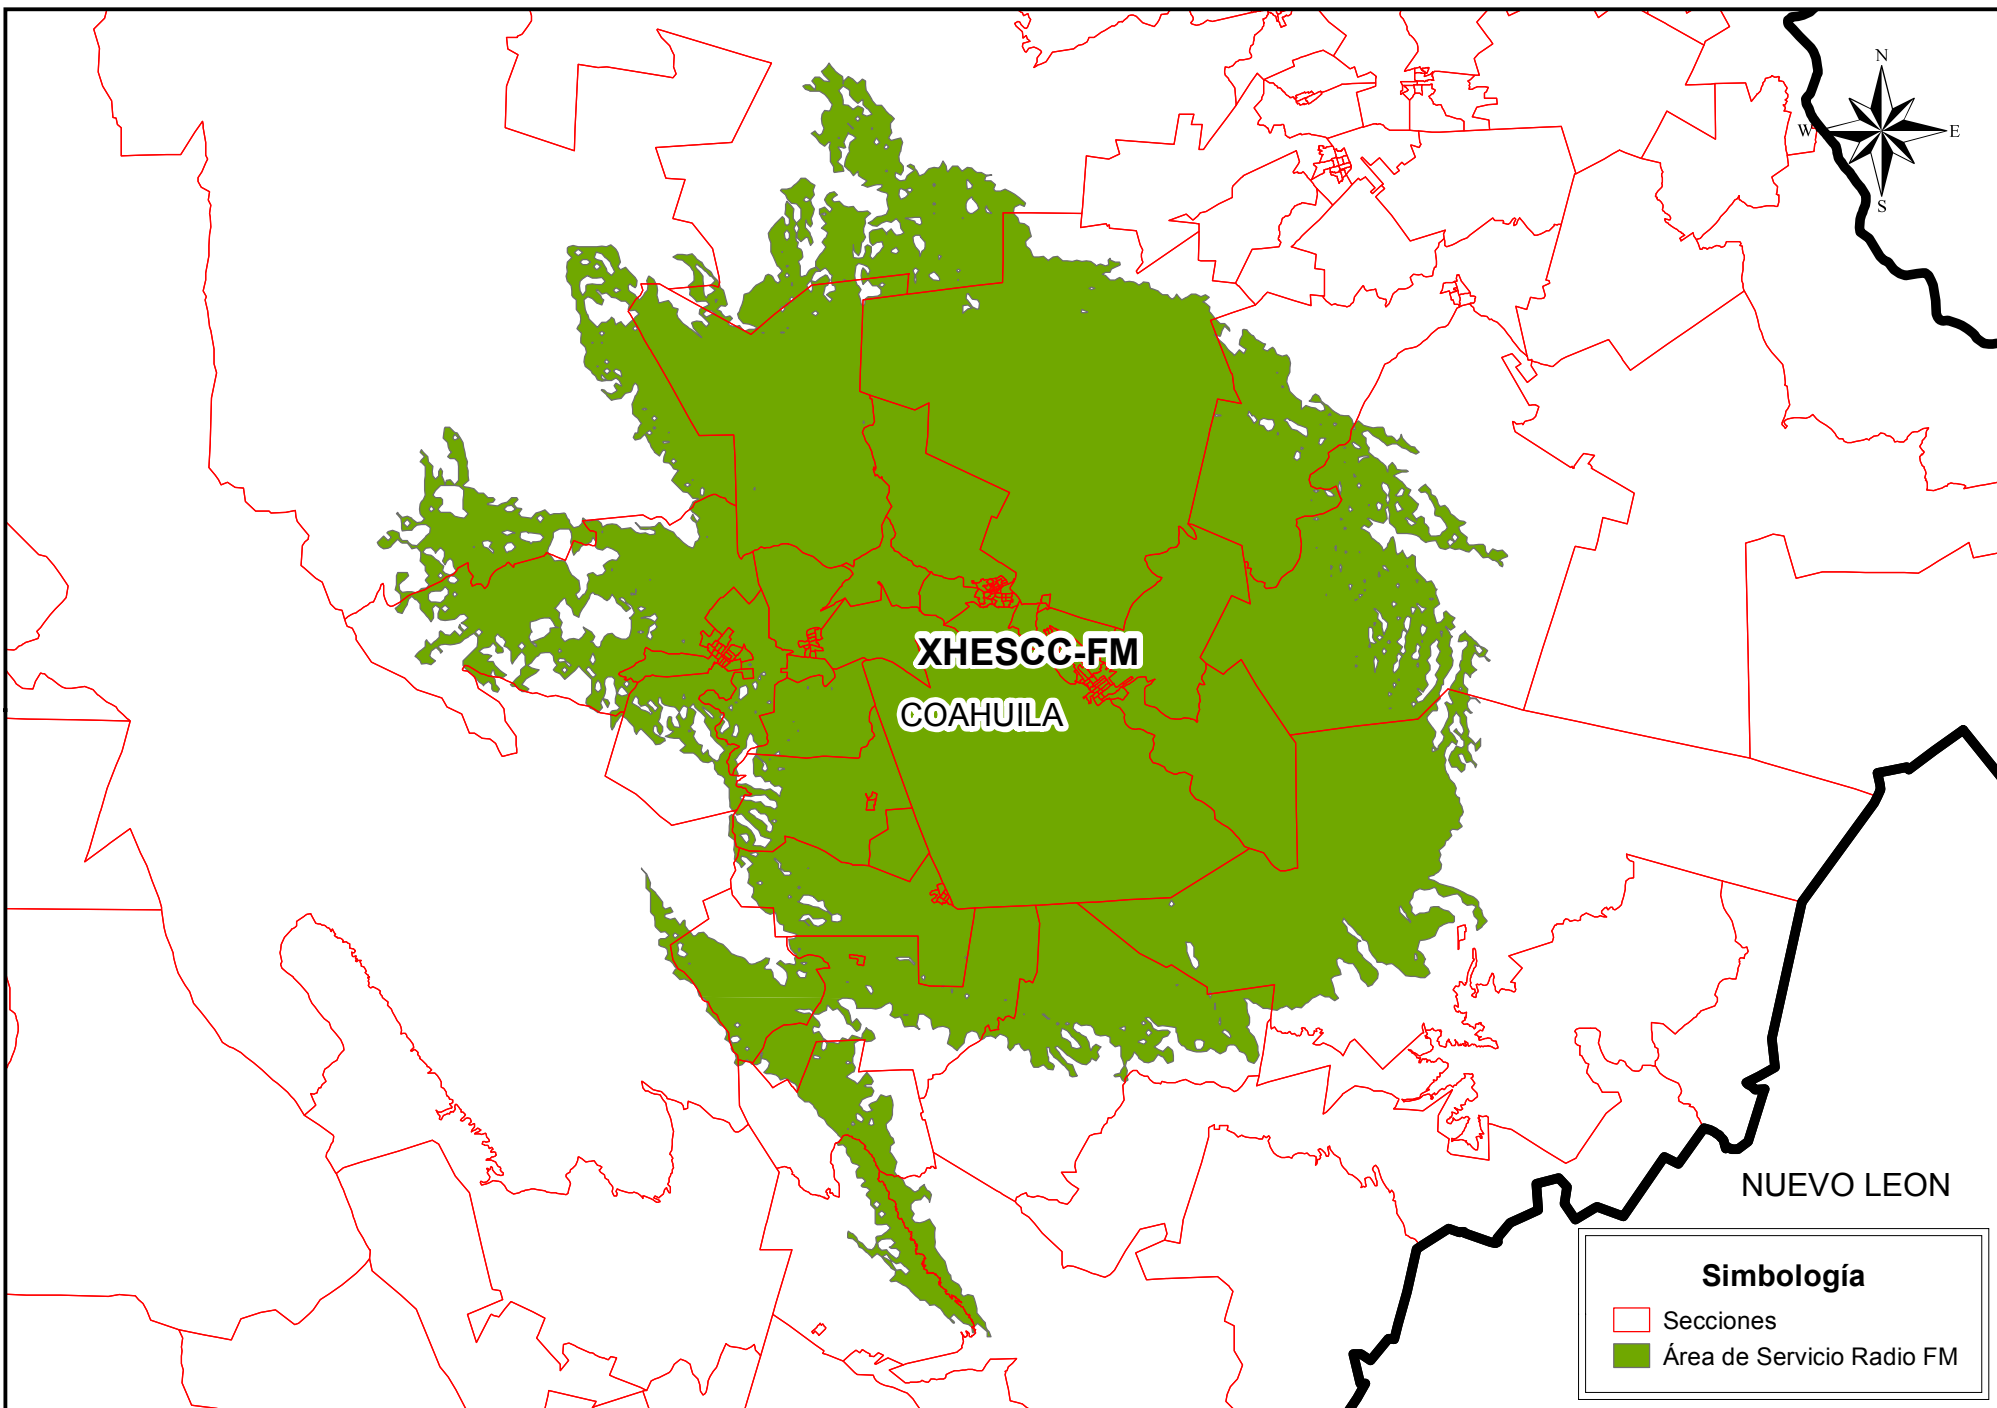 N
W
E
S
XHESCC-FM
COAHUILA
NUEVO LEON
Simbología
Secciones
Área de Servicio Radio FM